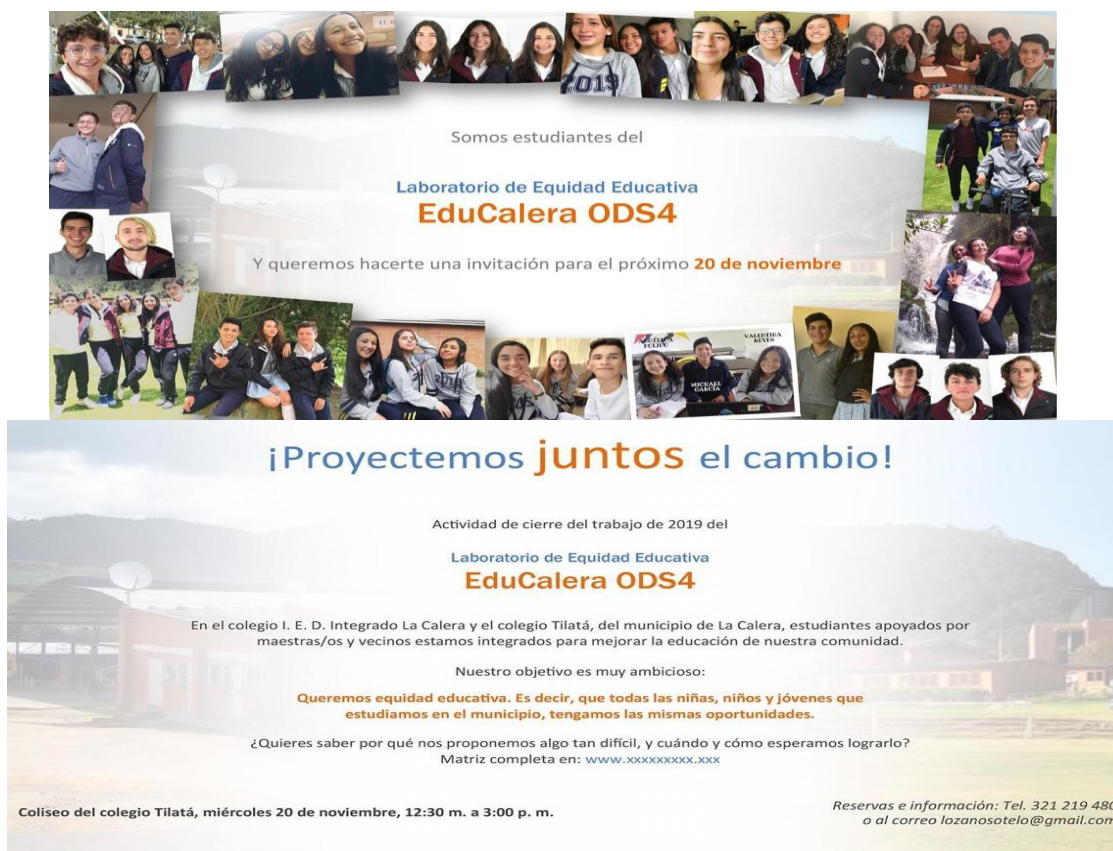 2019
Somos estudiantes del
Laboratorio de Equidad Educativa
EduCalera ODS4
Y queremos hacerte una invitación para el próximo 20 de noviembre
VALENTINA
MICHAEL
GARCÍA
¡Proyectemos juntos el cambio!
Actividad de cierre del trabajo de 2019 del
Laboratorio de Equidad Educativa
EduCalera ODS4
En el colegio I. E. D. Integrado La Calera y el colegio Tilatá, del municipio de La Calera, estudiantes apoyados por
maestras/os y vecinos estamos integrados para mejorar la educación de nuestra comunidad.
Nuestro objetivo es muy ambicioso:
Queremos equidad educativa. Es decir, que todas las niñas, niños y jóvenes que
estudiamos en el municipio, tengamos las mismas oportunidades.
¿Quieres saber por qué nos proponemos algo tan difícil, y cuándo y cómo esperamos lograrlo?
Matriz completa en: www.xxxxxxxxx.xxx
Coliseo del colegio Tilatá, miércoles 20 de noviembre, 12:30 m. a 3:00 p. m.
Reservas e información: Tel. 321 219 480
o al correo lozanosotelo@gmail.com